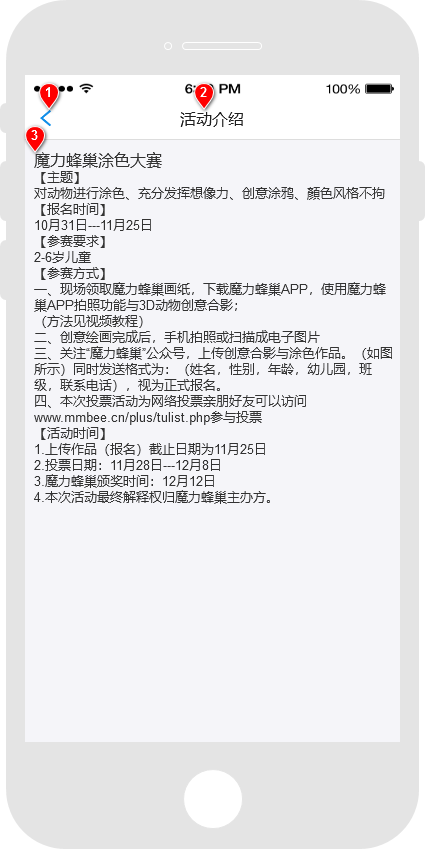 1
2
PM
100%
活动介绍
3
魔力蜂巢涂色大赛
【主题】
对动物进行涂色、充分发挥想像力、创意涂鸦、颜色风格不拘
【报名时间】
10月31日---11月25日
【参赛要求】
2-6岁儿童
【参赛方式】
一、现场领取魔力蜂巢画纸，下载魔力蜂巢APP，使用魔力蜂
巢APP拍照功能与3D动物创意合影；
（方法见视频教程）
二、创意绘画完成后，手机拍照或扫描成电子图片
三、关注“魔力蜂巢”公众号，上传创意合影与涂色作品。（如图
所示）同时发送格式为：（姓名，性别，年龄，幼儿园，班
级，联系电话），视为正式报名。
四、本次投票活动为网络投票亲朋好友可以访问
www.mmbee.cn/plus/tulist.php参与投票
【活动时间】
1.上传作品（报名）截止日期为11月25日
2.投票日期：11月28日---12月8日
3.魔力蜂巢颁奖时间：12月12日
4.本次活动最终解释权归魔力蜂巢主办方。